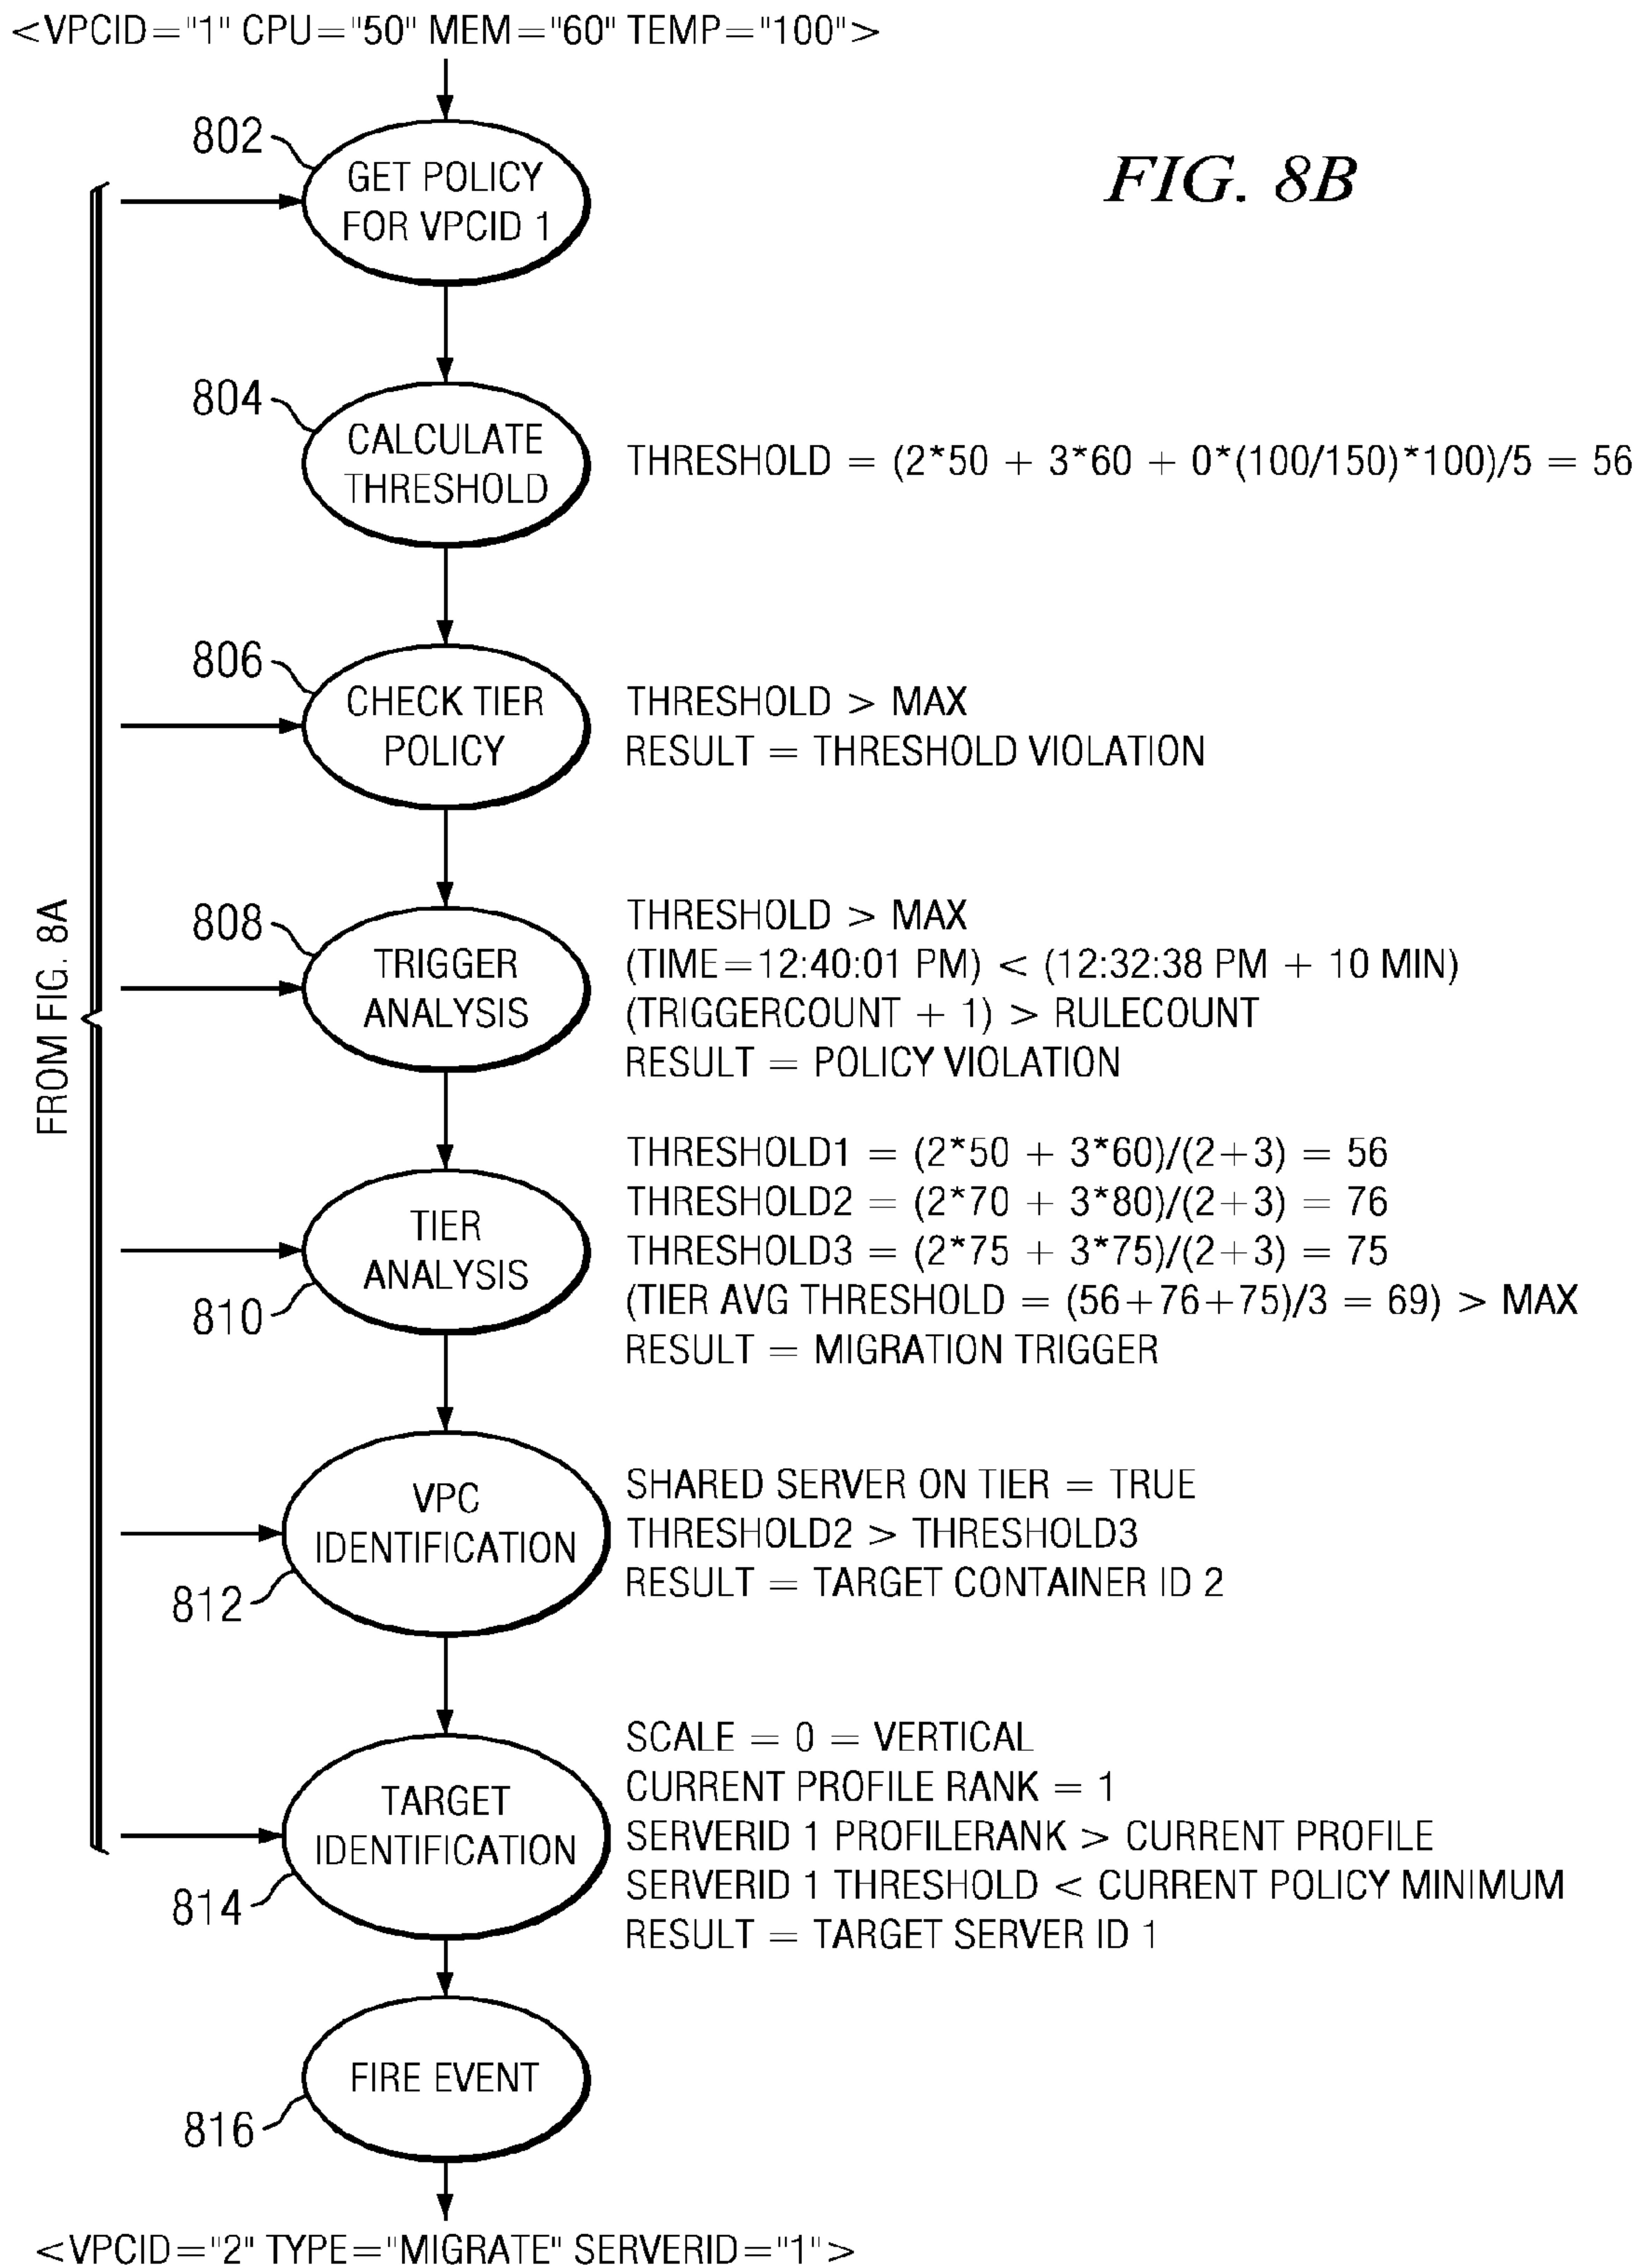 <VPCID="1" CPU="50" MEM="60" TEMP="100">
FIG. 8B
802
GET POLICY
FOR VPCID 1
804
CALCULATE
THRESHOLD
THRESHOLD = (2*50 + 3*60 + 0*(100/150)*100)/5 = 56
806
CHECK TIER
POLICY
THRESHOLD > MAX
RESULT = THRESHOLD VIOLATION
FROM FIG. 8A
808
TRIGGER
ANALYSIS
THRESHOLD > MAX
(TIME=12:40:01 PM) < (12:32:38 PM + 10 MIN)
(TRIGGERCOUNT + 1) > RULECOUNT
RESULT = POLICY VIOLATION
TIER
ANALYSIS
810
THRESHOLD1 = (2*50 + 3*60)/(2+3) = 56
THRESHOLD2 = (2*70 + 3*80)/(2+3) = 76
THRESHOLD3 = (2*75 + 3*75)/(2+3) = 75
(TIER AVG THRESHOLD = (56+76+75)/3 = 69) > MAX
RESULT = MIGRATION TRIGGER
VPC
IDENTIFICATION
812
SHARED SERVER ON TIER = TRUE
THRESHOLD2 > THRESHOLD3
RESULT = TARGET CONTAINER ID 2
TARGET
IDENTIFICATION
814
SCALE = 0 = VERTICAL
CURRENT PROFILE RANK = 1
SERVERID 1 PROFILERANK > CURRENT PROFILE
SERVERID 1 THRESHOLD < CURRENT POLICY MINIMUM
RESULT = TARGET SERVER ID 1
FIRE EVENT
816
<VPCID="2" TYPE="MIGRATE" SERVERID="1">